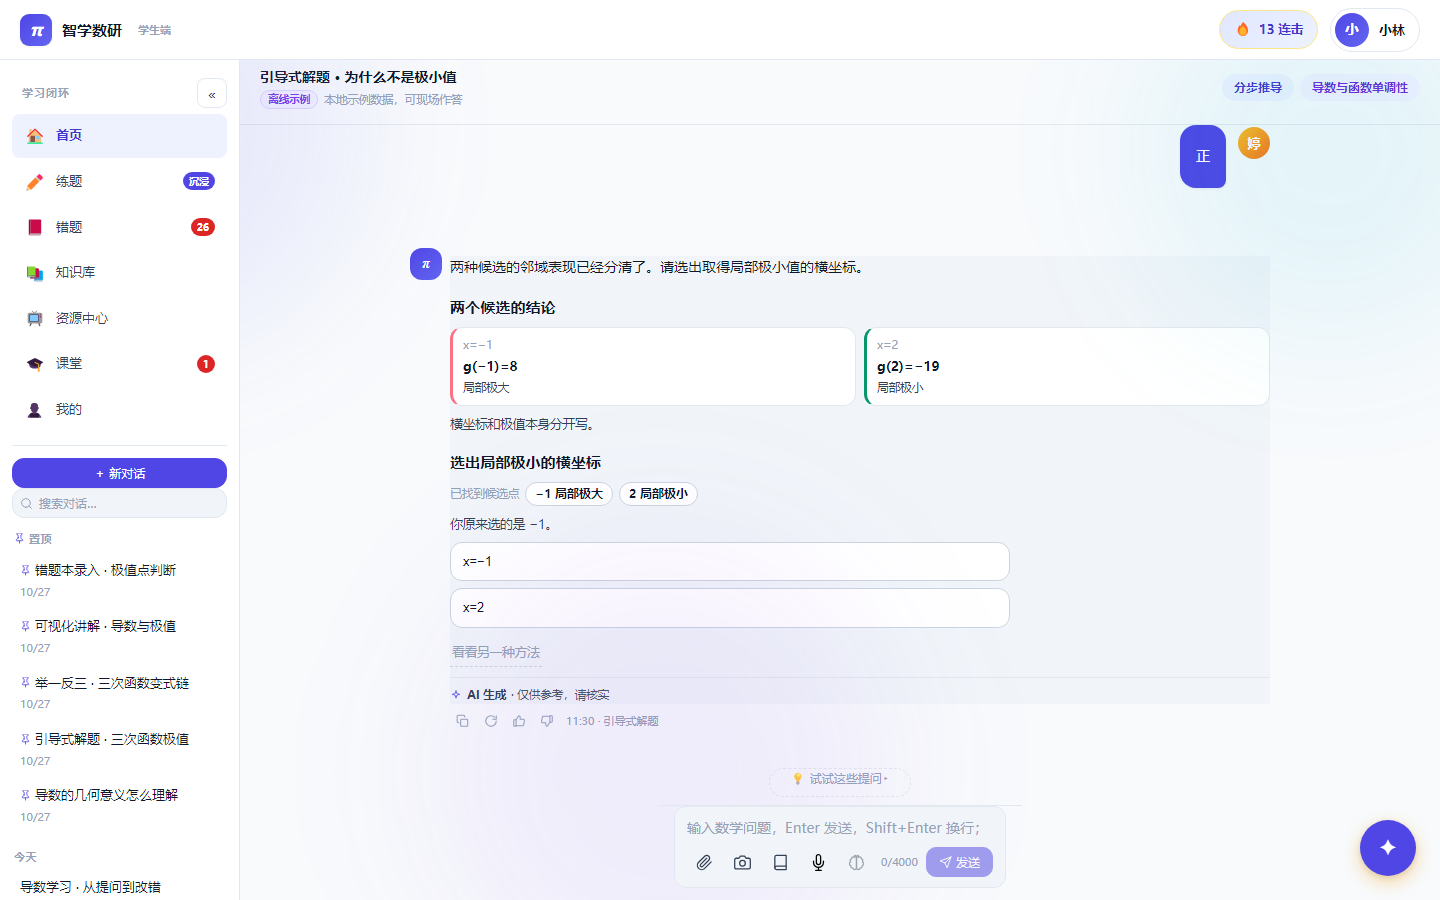 π 智学数研 学生端
13 连击
小 小林
学习闭环 «
首页
练题 沉浸
错题 26
知识库
资源中心
课堂 1
我的
+ 新对话
搜索对话...
置顶
错题本录入 · 极值点判断
10/27
可视化讲解 · 导数与极值
10/27
举一反三 · 三次函数变式链
10/27
引导式解题 · 三次函数极值
10/27
导数的几何意义怎么理解
10/27
今天
导数学习 · 从提问到改错
引导式解题 • 为什么不是极小值
离线示例 本地示例数据，可现场作答
分步推导 导数与函数单调性
正 婷
π
两种候选的邻域表现已经分清了。请选出取得局部极小值的横坐标。
两个候选的结论
x=−1
g(−1)=8
局部极大
x=2
g(2)=−19
局部极小
横坐标和极值本身分开写。
选出局部极小的横坐标
已找到候选点 −1 局部极大 2 局部极小
你原来选的是 −1。
x=−1
x=2
看看另一种方法
AI 生成 · 仅供参考，请核实
11:30 · 引导式解题
试试这些提问
输入数学问题，Enter 发送，Shift+Enter 换行；
0/4000 发送